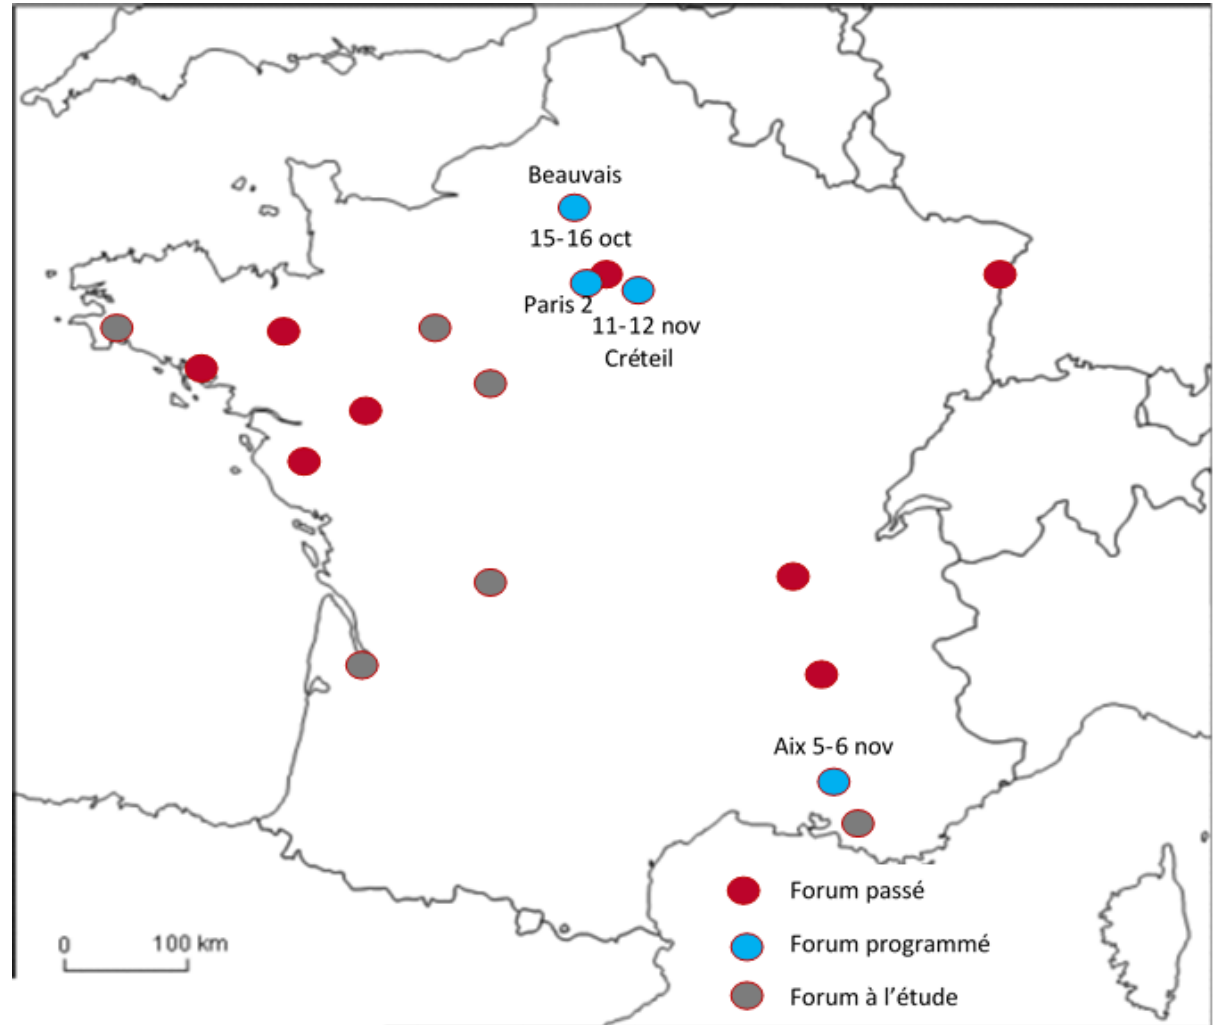 Beauvais
15-16 oct
Paris 2
11-12 nov
Créteil
Aix 5-6 nov
Forum passé
Forum programmé
Forum à l'étude
0 100 km